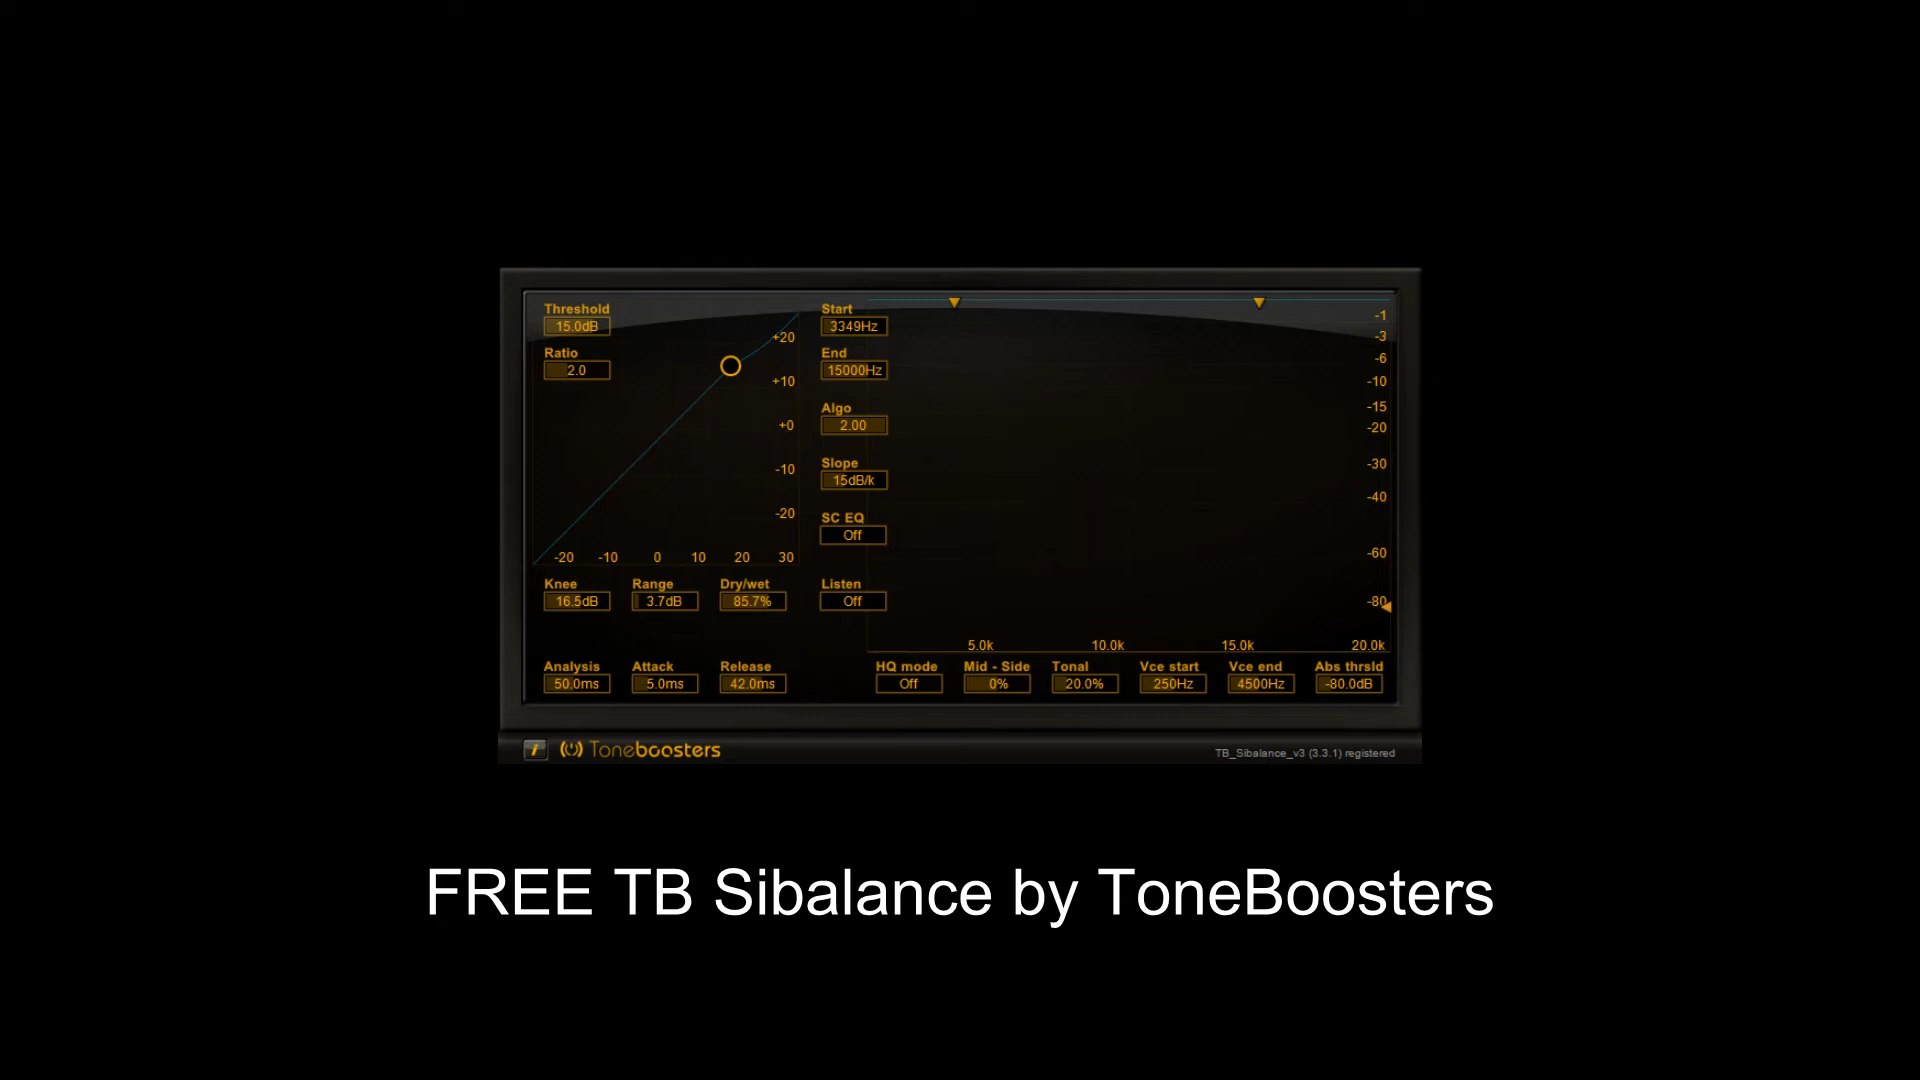 Threshold
15.0dB
Ratio
2.0
+20
+10
+0
-10
-20
-20 -10 0 10 20 30
Knee Range Dry/wet
16.5dB 3.7dB 85.7%
Analysis Attack Release
50.0ms 5.0ms 42.0ms
Start
3349Hz
End
15000Hz
Algo
2.00
Slope
15dB/k
SC EQ
Off
Listen
Off
-1
-3
-6
-10
-15
-20
-30
-40
-60
-80
5.0k 10.0k 15.0k 20.0k
HQ mode Mid - Side Tonal Vce start Vce end Abs thrsld
Off 0% 20.0% 250Hz 4500Hz -80.0dB
i Toneboosters
TB_Sibalance_v3 (3.3.1) registered
FREE TB Sibalance by ToneBoosters